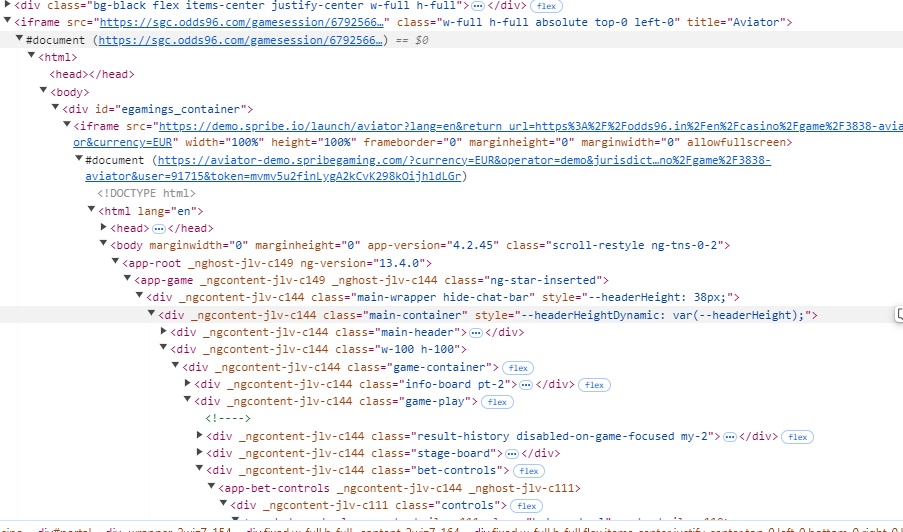 <div class="bg-black flex items-center justify-center w-full h-full">…</div> flex
<iframe src="https://sgc.odds96.com/gamesession/6792566…" class="w-full h-full absolute top-0 left-0" title="Aviator">
#document (https://sgc.odds96.com/gamesession/6792566…) == $0
<html>
<head></head>
<body>
<div id="egamings_container">
<iframe src="https://demo.spribe.io/launch/aviator?lang=en&return_url=https%3A%2F%2Fodds96.in%2Fen%2Fcasino%2Fgame%2F3838-avia
or&currency=EUR" width="100%" height="100%" frameborder="0" marginwidth="0" marginheight="0" allowfullscreen>
#document (https://aviator-demo.spribegaming.com/?currency=EUR&operator=demo&jurisdict…no%2Fgame%2F3838-
aviator&user=91715&token=mvmv5u2finLygA2kCvK298kOijhldLGr)
<!DOCTYPE html>
<html lang="en">
<head>…</head>
<body marginwidth="0" marginheight="0" app-version="4.2.45" class="scroll-restyle ng-tns-0-2">
<app-root _nghost-jlv-c149 ng-version="13.4.0">
<app-game _ngcontent-jlv-c149 _nghost-jlv-c144 class="ng-star-inserted">
<div _ngcontent-jlv-c144 class="main-wrapper hide-chat-bar" style="--headerHeight: 38px;">
<div _ngcontent-jlv-c144 class="main-container" style="--headerHeightDynamic: var(--headerHeight);">
<div _ngcontent-jlv-c144 class="main-header">…</div>
<div _ngcontent-jlv-c144 class="w-100 h-100">
<div _ngcontent-jlv-c144 class="game-container"> flex
<div _ngcontent-jlv-c144 class="info-board pt-2">…</div> flex
<div _ngcontent-jlv-c144 class="game-play"> flex
<!---->
<div _ngcontent-jlv-c144 class="result-history disabled-on-game-focused my-2">…</div> flex
<div _ngcontent-jlv-c144 class="stage-board">…</div>
<div _ngcontent-jlv-c144 class="bet-controls"> flex
<app-bet-controls _ngcontent-jlv-c144 _nghost-jlv-c111>
<div _ngcontent-jlv-c111 class="controls"> flex